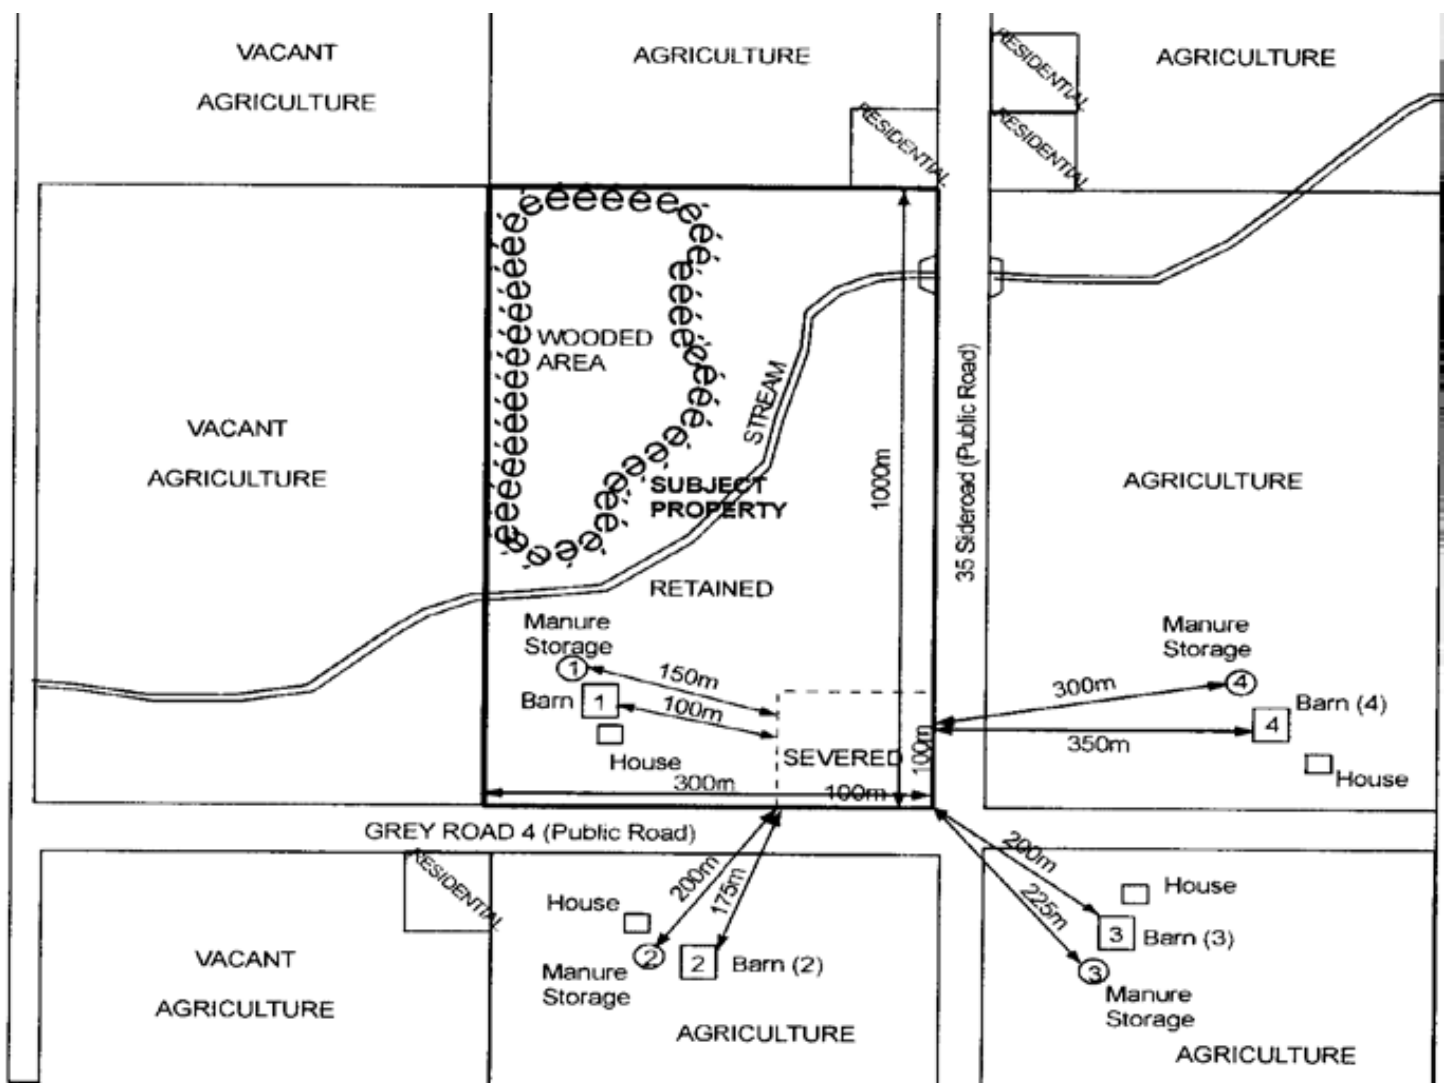 VACANT
AGRICULTURE
AGRICULTURE
RESIDENTIAL
RESIDENTIAL
RESIDENTIAL
AGRICULTURE
WOODED
AREA
STREAM
1000m
35 Sideroad (Public Road)
VACANT
AGRICULTURE
SUBJECT
PROPERTY
AGRICULTURE
RETAINED
Manure
Storage
1
150m
Barn 1
100m
House
SEVERED
100m
300m
100m
Manure
Storage
300m
4
Barn (4)
4
350m
House
GREY ROAD 4 (Public Road)
RESIDENTIAL
VACANT
AGRICULTURE
House
200m
175m
2
2
Barn (2)
Manure
Storage
AGRICULTURE
200m
225m
House
3
Barn (3)
3
Manure
Storage
AGRICULTURE